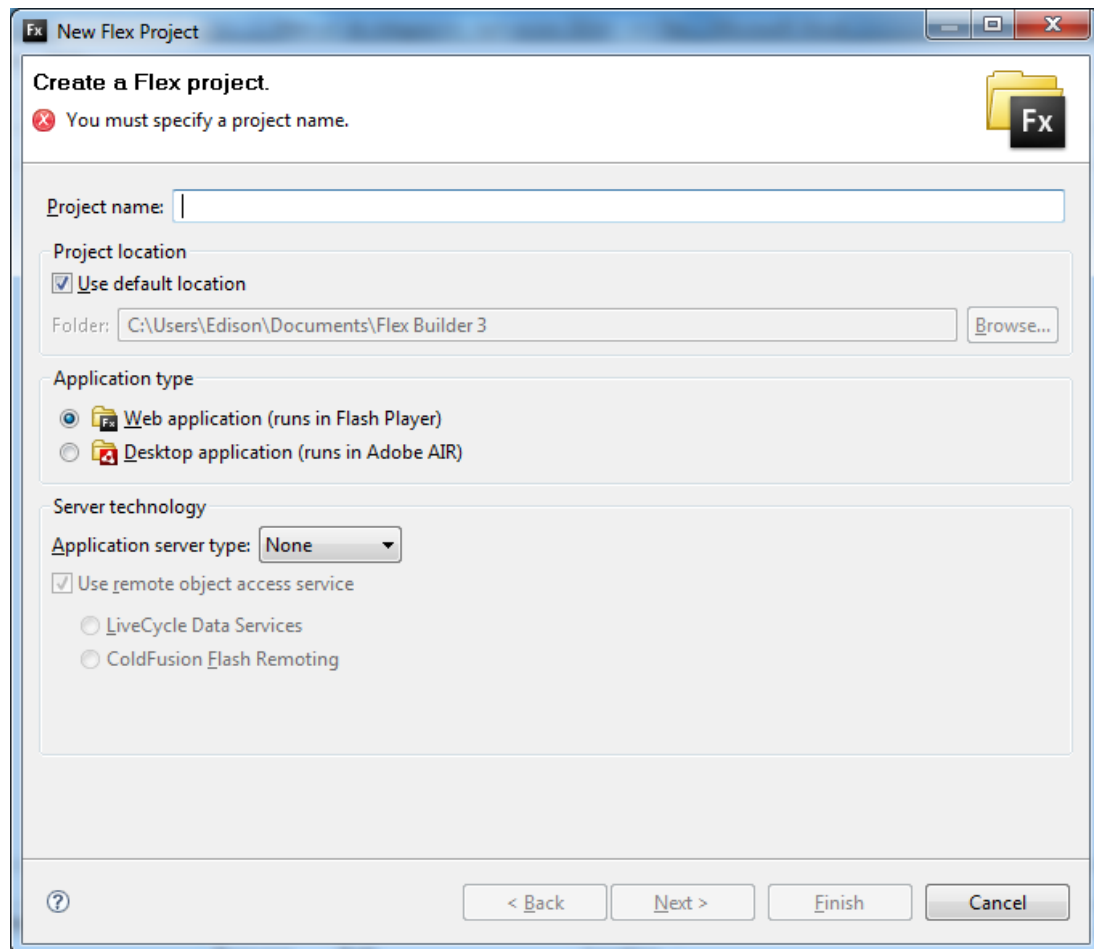 Fx New Flex Project
Create a Flex project.
You must specify a project name.
Fx
Project name:
Project location
Use default location
Folder: C:\Users\Edison\Documents\Flex Builder 3 Browse...
Application type
Fx Web application (runs in Flash Player)
Desktop application (runs in Adobe AIR)
Server technology
Application server type: None
Use remote object access service
LiveCycle Data Services
ColdFusion Flash Remoting
? < Back Next > Finish Cancel